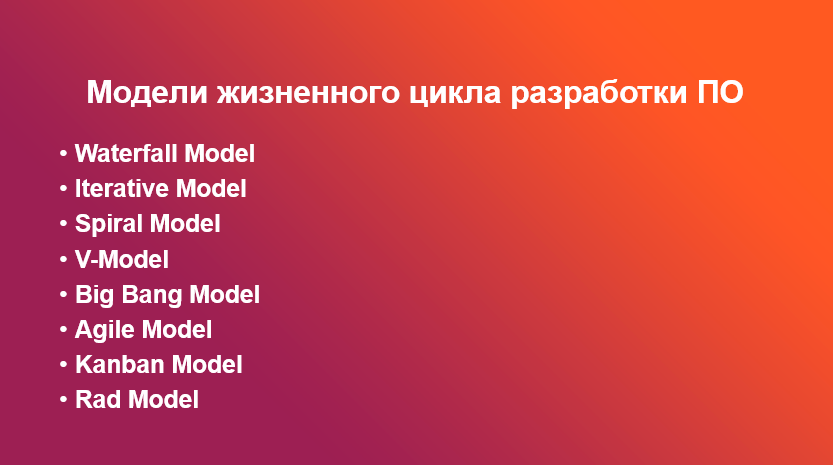 Модели жизненного цикла разработки ПО
• Waterfall Model
• Iterative Model
• Spiral Model
• V-Model
• Big Bang Model
• Agile Model
• Kanban Model
• Rad Model